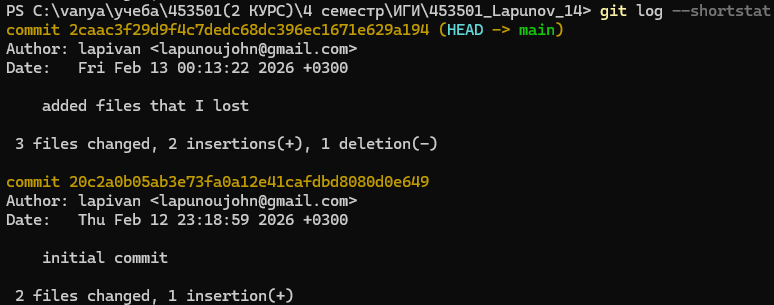 PS C:\vanya\учеба\453501(2 КУРС)\4 семестр\ИГИ\453501_Lapunov_14> git log --shortstat
commit 2caac3f29d9f4c7dedc68dc396ec1671e629a194 (HEAD -> main)
Author: lapivan <lapunoujohn@gmail.com>
Date:   Fri Feb 13 00:13:22 2026 +0300
    added files that I lost
 3 files changed, 2 insertions(+), 1 deletion(-)
commit 20c2a0b05ab3e73fa0a12e41cafdbd8080d0e649
Author: lapivan <lapunoujohn@gmail.com>
Date:   Thu Feb 12 23:18:59 2026 +0300
    initial commit
 2 files changed, 1 insertion(+)